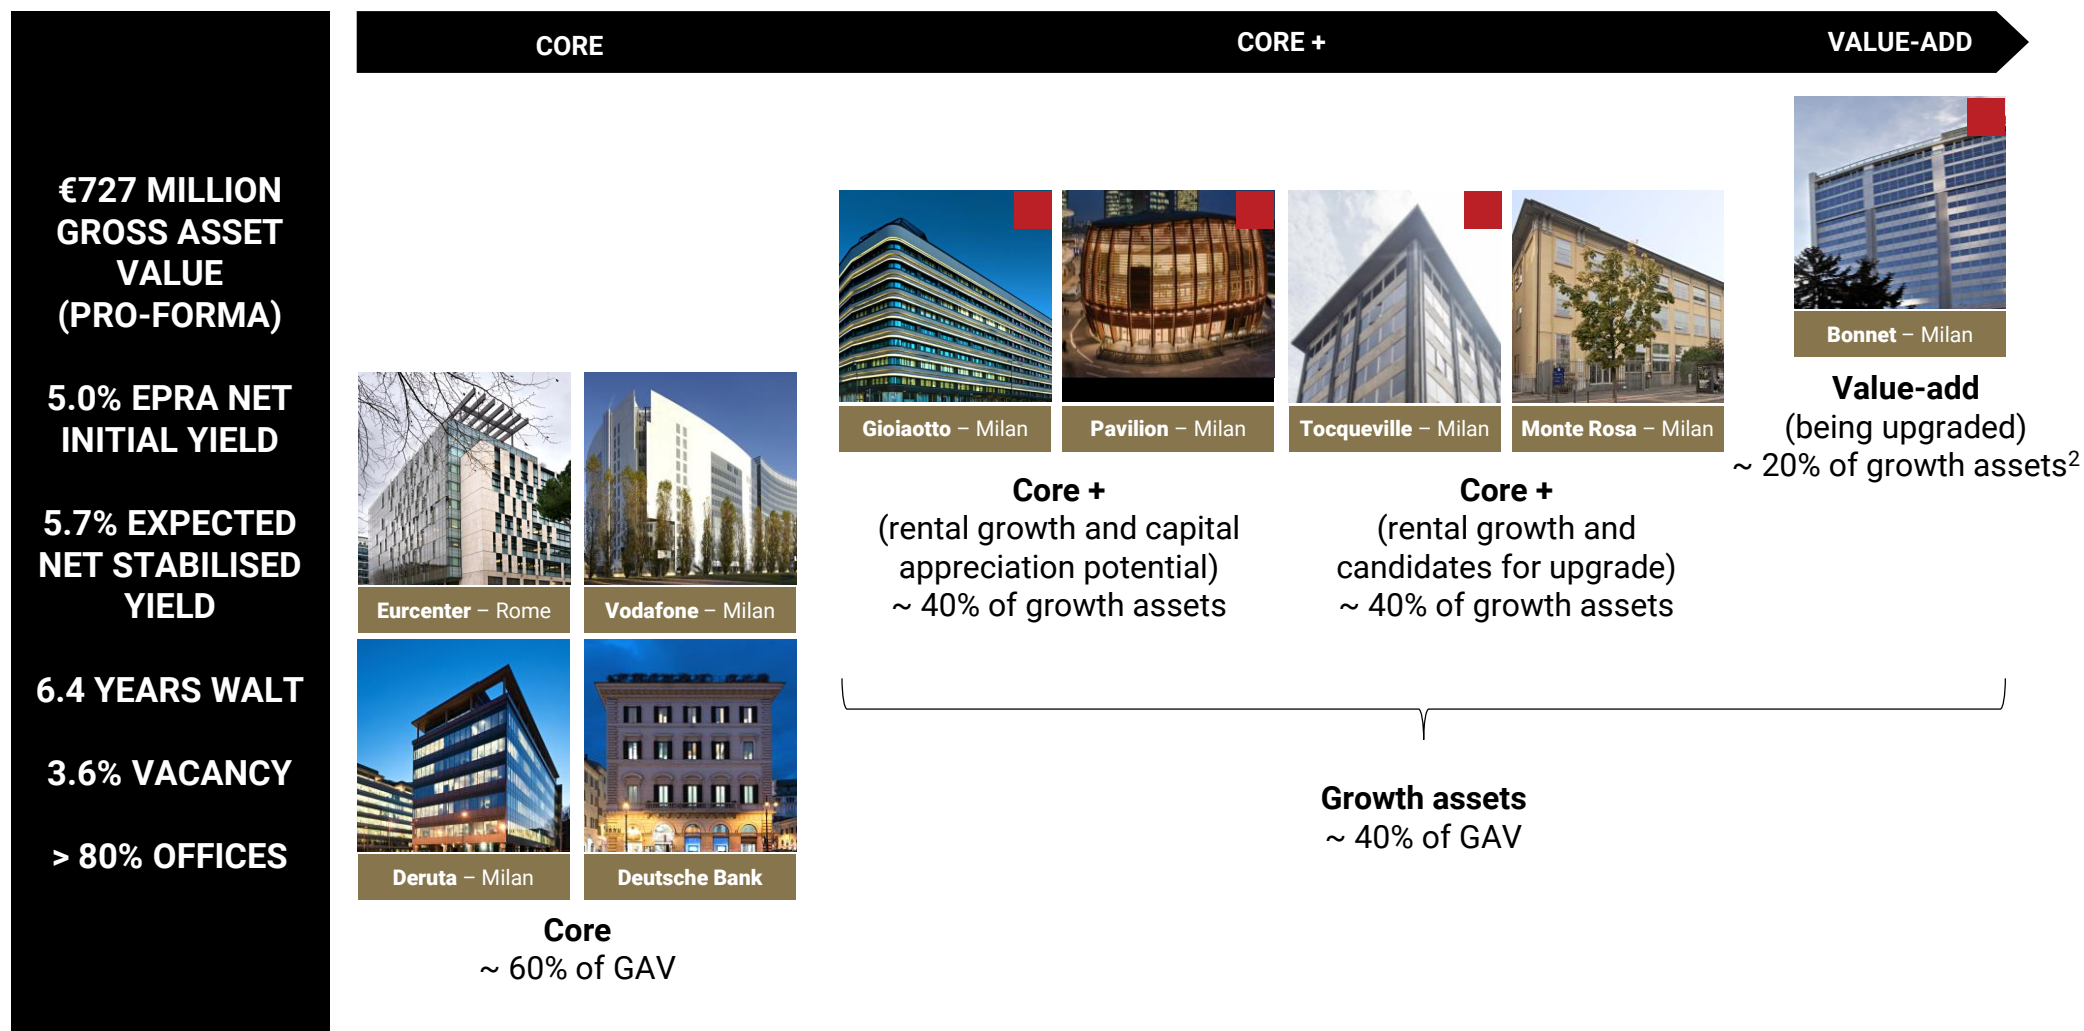 CORE
CORE +
VALUE-ADD
€727 MILLION
GROSS ASSET
VALUE
(PRO-FORMA)
5.0% EPRA NET
INITIAL YIELD
5.7% EXPECTED
NET STABILISED
YIELD
6.4 YEARS WALT
3.6% VACANCY
> 80% OFFICES
Eurcenter – Rome
Vodafone – Milan
Deruta – Milan
Deutsche Bank
Core
~ 60% of GAV
Gioiaotto – Milan
Pavilion – Milan
Core +
(rental growth and capital
appreciation potential)
~ 40% of growth assets
Tocqueville – Milan
Monte Rosa – Milan
Core +
(rental growth and
candidates for upgrade)
~ 40% of growth assets
Bonnet – Milan
Value-add
(being upgraded)
~ 20% of growth assets²
Growth assets
~ 40% of GAV